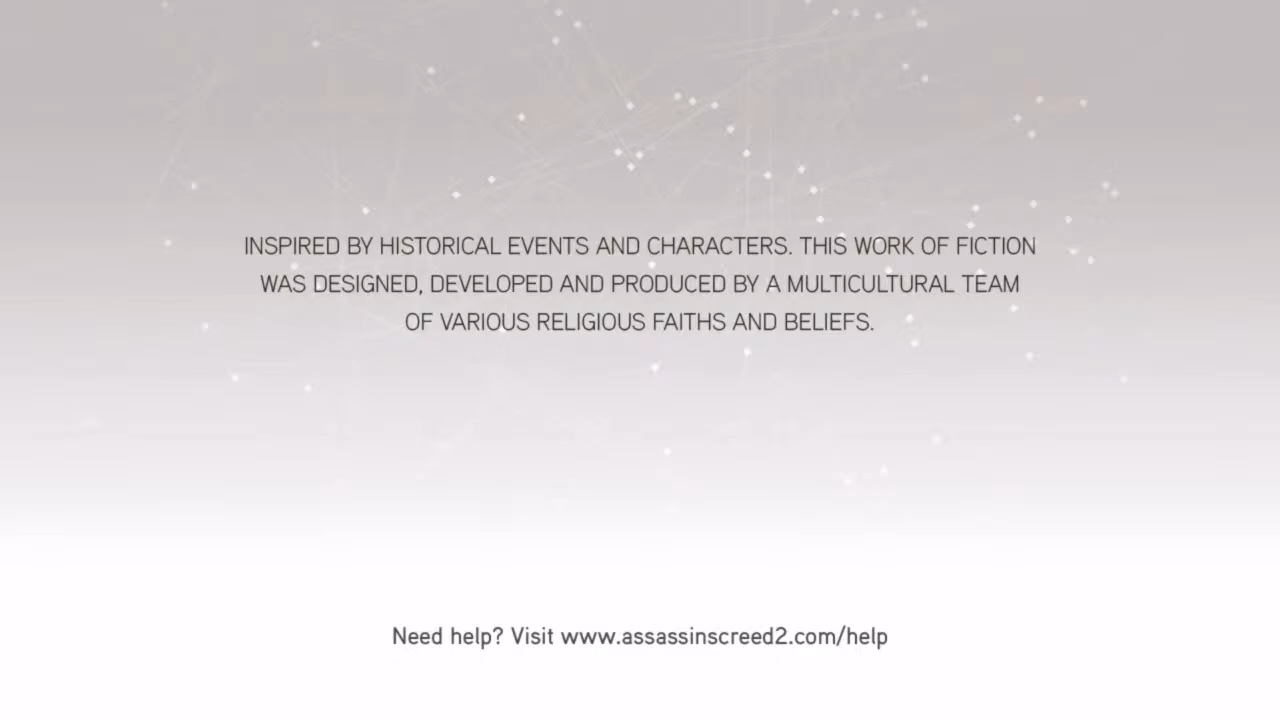 INSPIRED BY HISTORICAL EVENTS AND CHARACTERS. THIS WORK OF FICTION
WAS DESIGNED, DEVELOPED AND PRODUCED BY A MULTICULTURAL TEAM
OF VARIOUS RELIGIOUS FAITHS AND BELIEFS.
Need help? Visit www.assassinscreed2.com/help